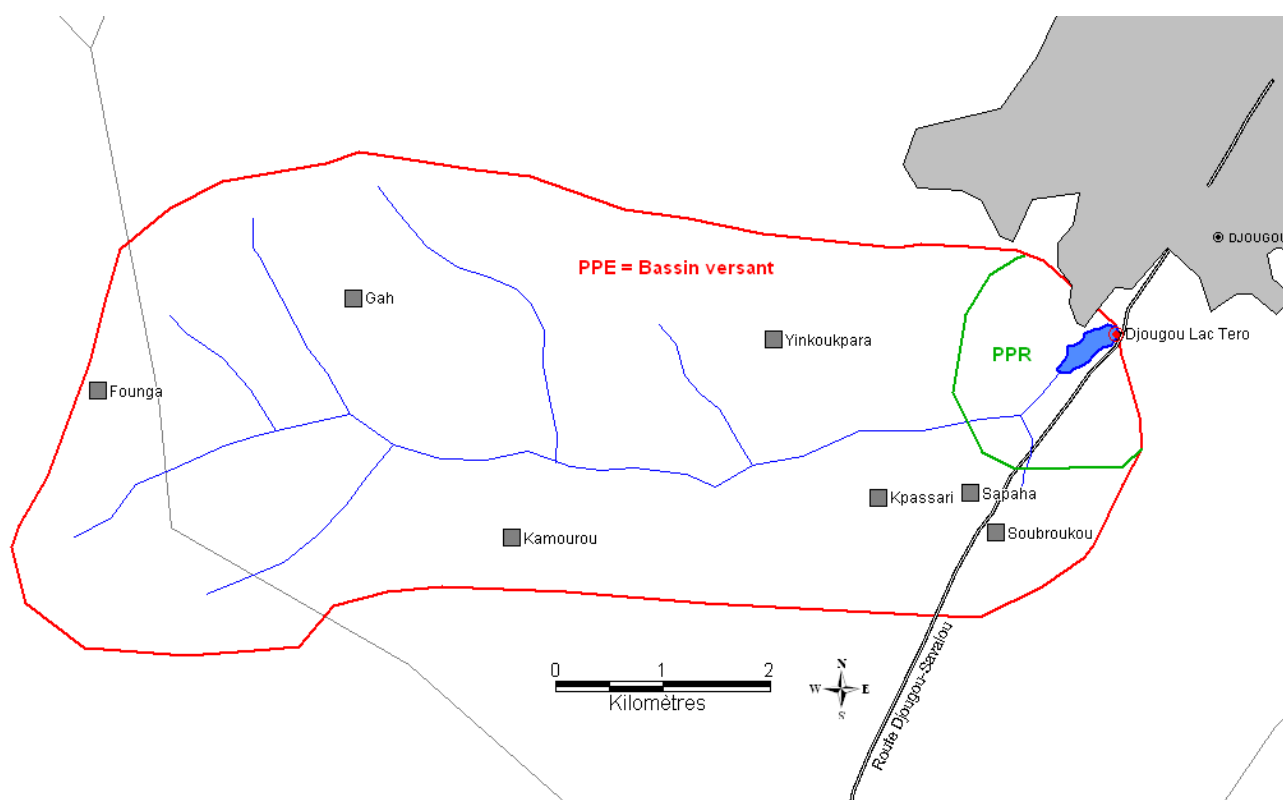 DJOUGOU
PPE = Bassin versant
Gah
Djougou Lac Tero
Yinkoukpara
PPR
Founga
Sapaha
Kpassari
Soubroukou
Kamourou
Route Djougou-Savalou
0 1 2
Kilomètres
N
W E
S